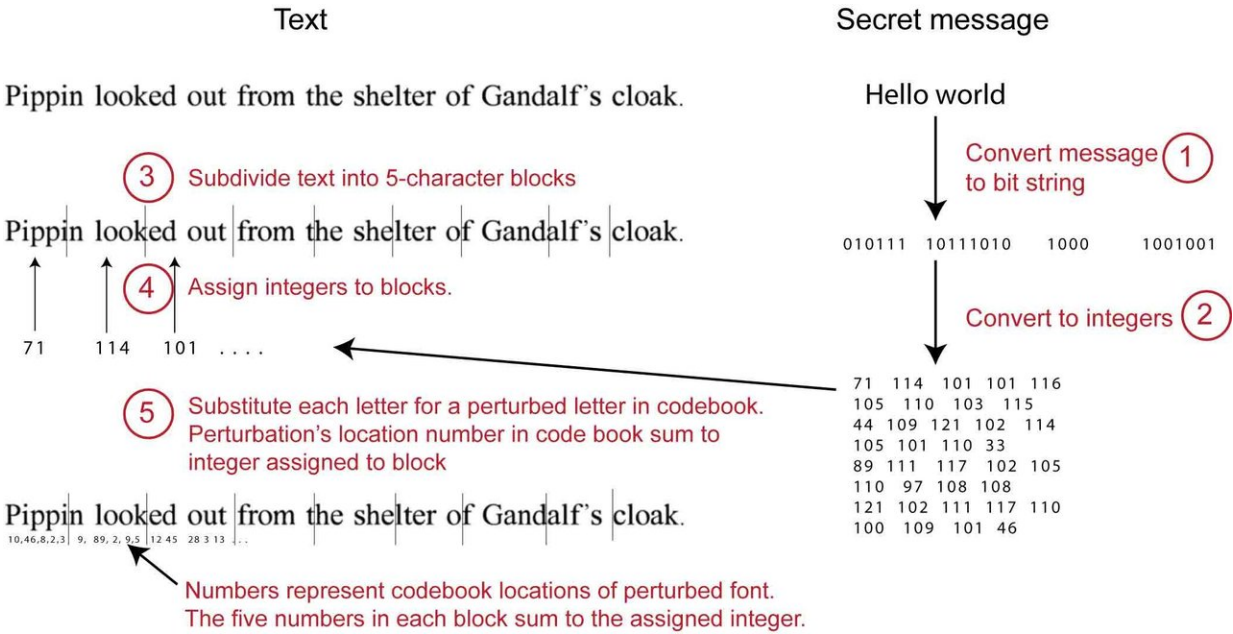 Text
Secret message
Pippin looked out from the shelter of Gandalf's cloak.
Hello world
Convert message 1
to bit string
3 Subdivide text into 5-character blocks
Pippin looked out from the shelter of Gandalf's cloak.
010111 10111010 1000 1001001
4 Assign integers to blocks.
Convert to integers 2
71 114 101 ....
71 114 101 101 116
105 110 103 115
44 109 121 102 114
105 101 110 33
89 111 117 102 105
110 97 108 108
121 102 111 117 110
100 109 101 46
5 Substitute each letter for a perturbed letter in codebook.
Perturbation's location number in code book sum to
integer assigned to block
Pippin looked out from the shelter of Gandalf's cloak.
10,46,8,2,3 9, 89, 2, 9,5 12 45 28 3 13 ...
Numbers represent codebook locations of perturbed font.
The five numbers in each block sum to the assigned integer.